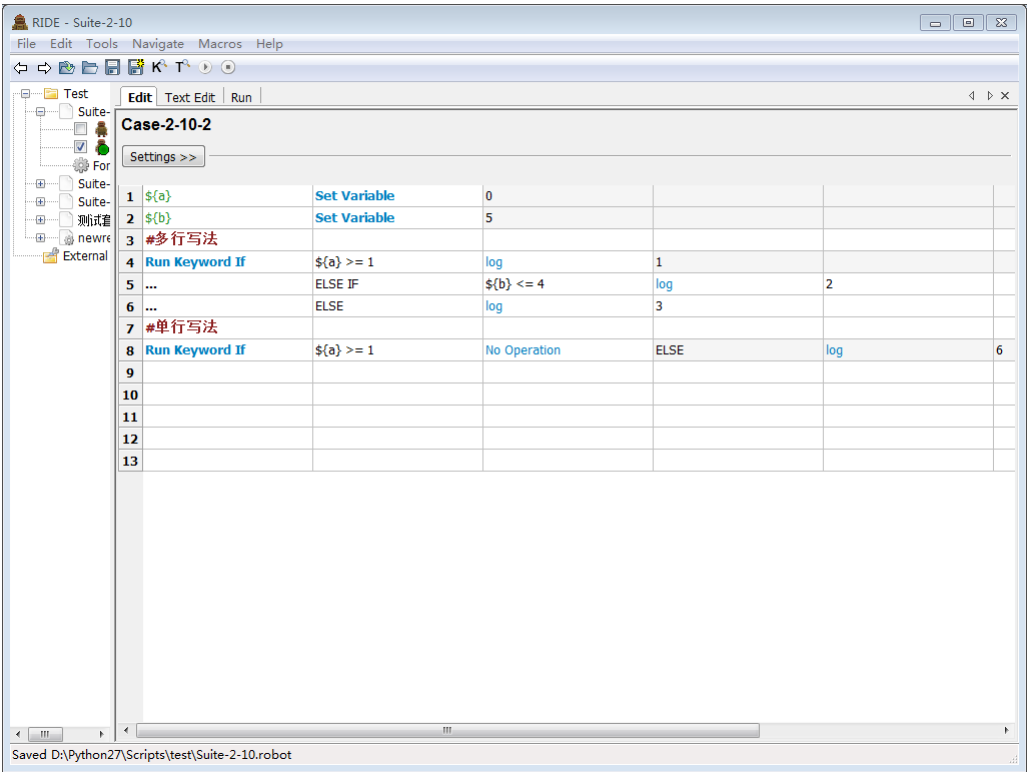 RIDE - Suite-2-10
File Edit Tools Navigate Macros Help
Test
Suite-
For
Suite-
Suite-
测试套
newre
External
Edit Text Edit Run
Case-2-10-2
Settings >>
1 ${a} Set Variable 0
2 ${b} Set Variable 5
3 #多行写法
4 Run Keyword If ${a} >= 1 log 1
5 ... ELSE IF ${b} <= 4 log 2
6 ... ELSE log 3
7 #单行写法
8 Run Keyword If ${a} >= 1 No Operation ELSE log 6
9
10
11
12
13
Saved D:\Python27\Scripts\test\Suite-2-10.robot